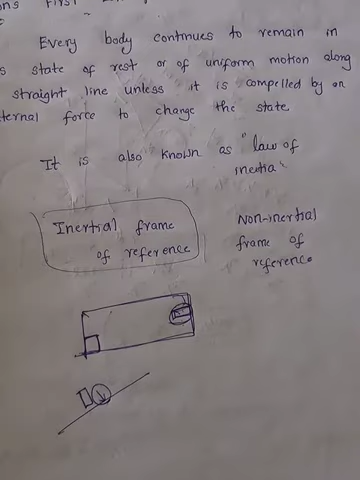 First
Every body continues to remain in
state of rest or of uniform motion along
straight line unless it is compelled by an
ternal force to change the state.
It is also known as "law of
inertia"
Inertial frame
of reference
Non-inertial
frame of
reference